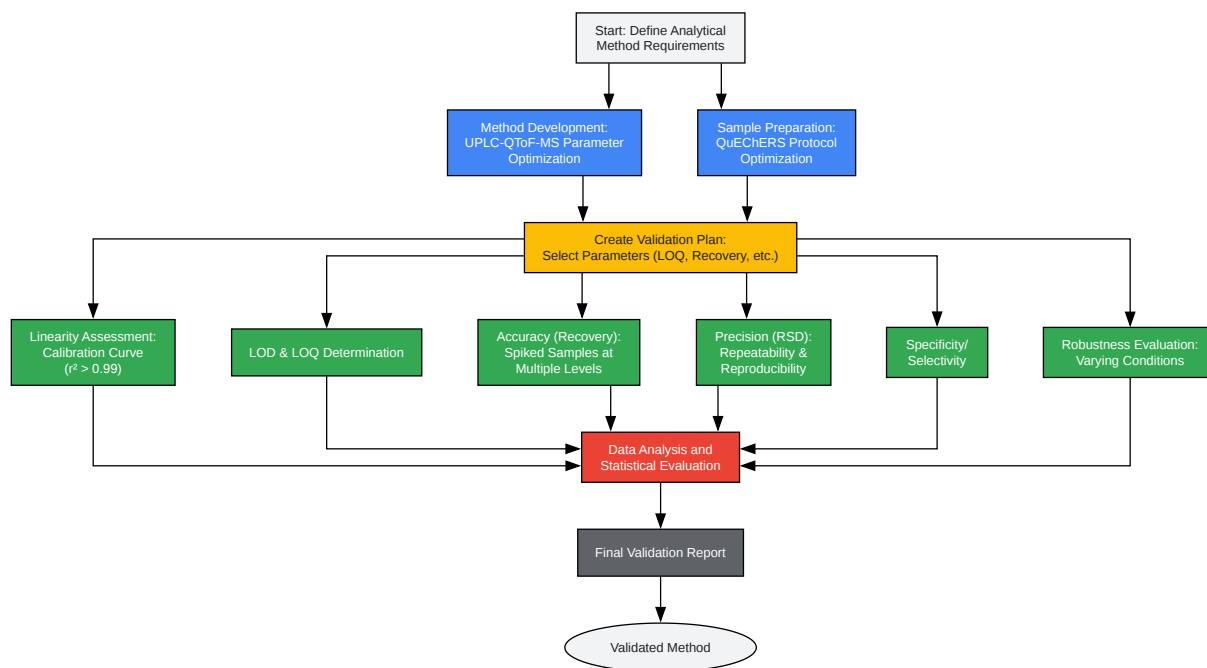 Start: Define Analytical
Method Requirements
Method Development:
UPLC-QToF-MS Parameter
Optimization
Sample Preparation:
QuEChERS Protocol
Optimization
Create Validation Plan:
Select Parameters (LOQ, Recovery, etc.)
Linearity Assessment:
Calibration Curve
(r² > 0.99)
LOD & LOQ Determination
Accuracy (Recovery):
Spiked Samples at
Multiple Levels
Precision (RSD):
Repeatability &
Reproducibility
Specificity/
Selectivity
Robustness Evaluation:
Varying Conditions
Data Analysis and
Statistical Evaluation
Final Validation Report
Validated Method